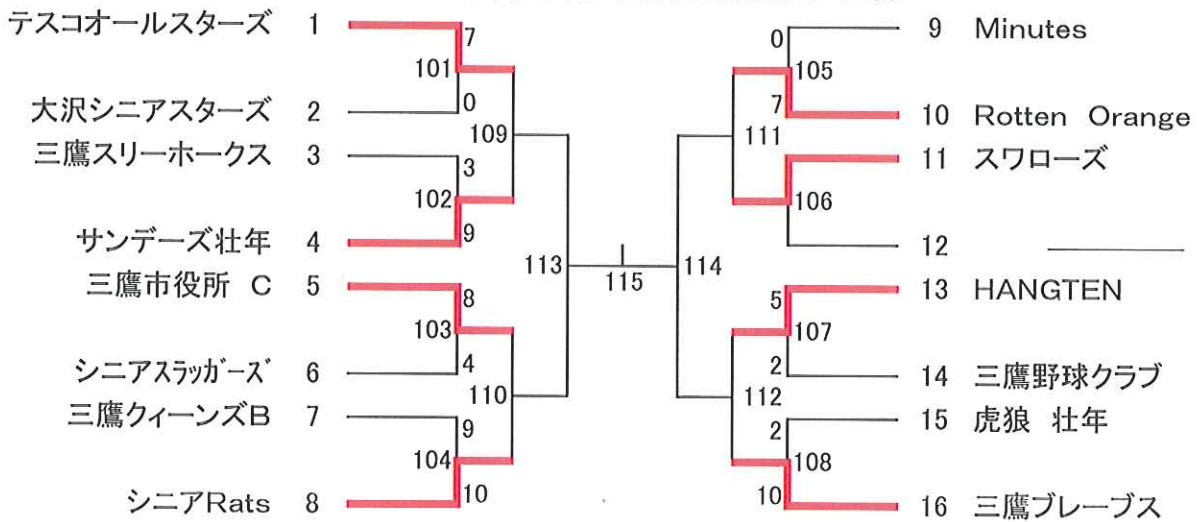 テスコオールスターズ 1
7
101
0
大沢シニアスターズ 2
109
三鷹スリーホークス 3
3
102
9
サンデーズ壮年 4
113
三鷹市役所 C 5
8
103
4
シニアスラッガーズ 6
110
三鷹クィーンズB 7
9
104
10
シニアRats 8
115
9 Minutes
0
105
7
10 Rotten Orange
111
11 スワローズ
106
12
114
13 HANGTEN
5
107
2
14 三鷹野球クラブ
112
15 虎狼 壮年
2
108
10
16 三鷹ブレーブス